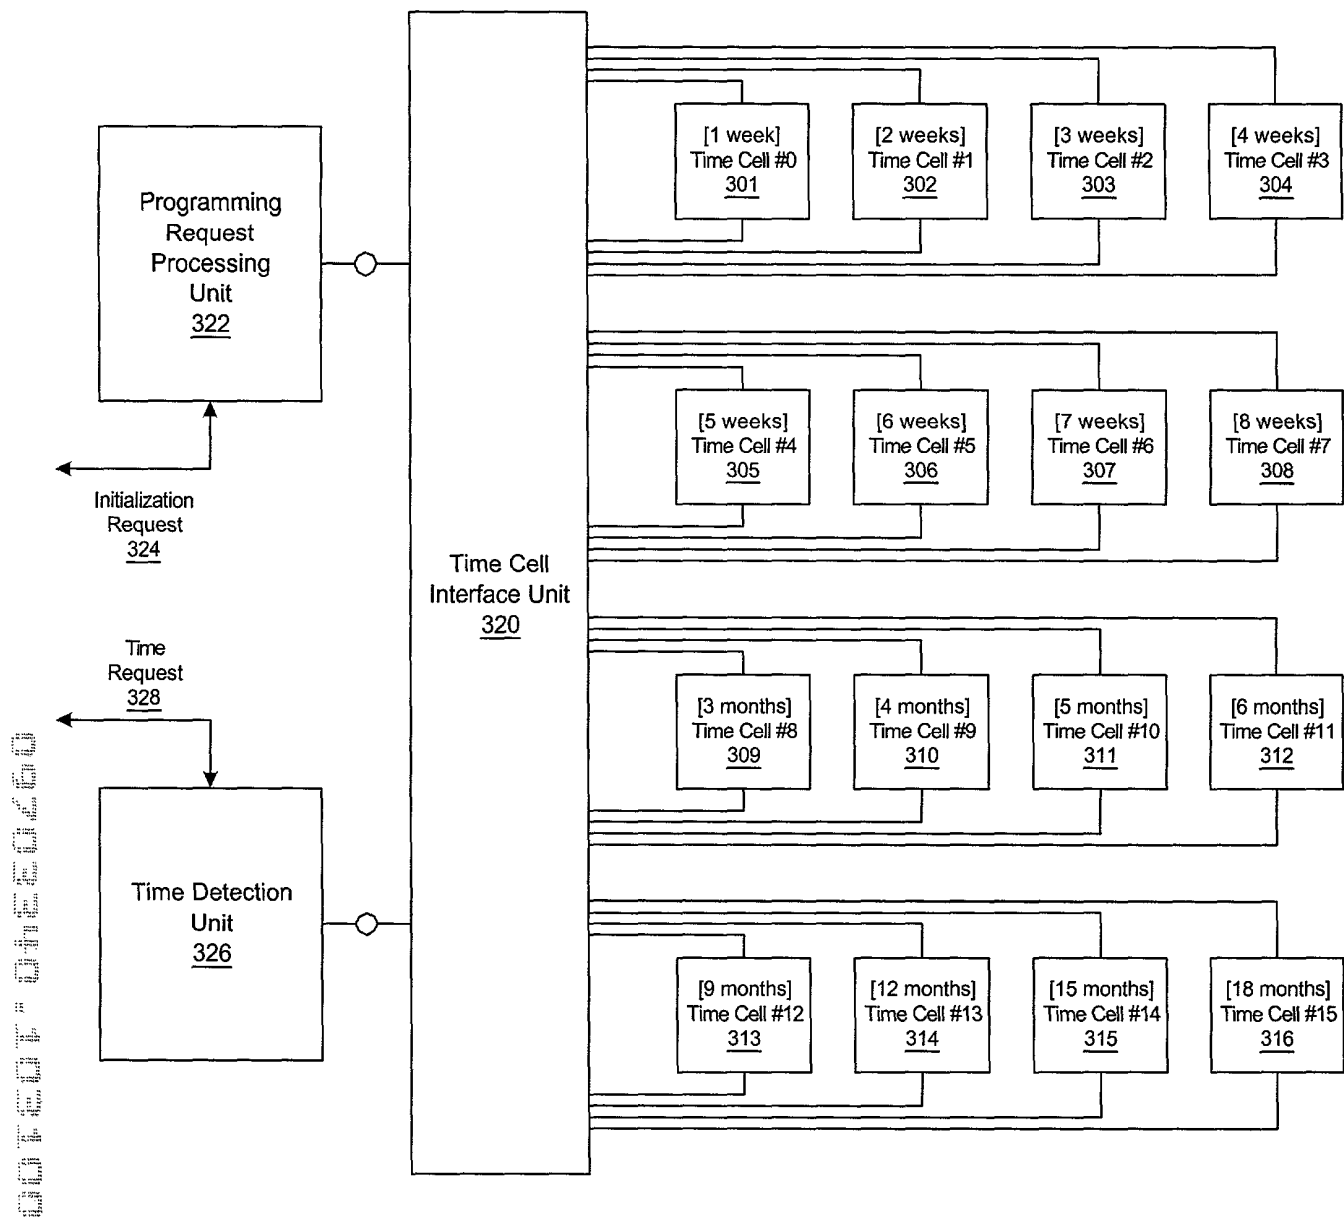 Programming
Request
Processing
Unit
322
Initialization
Request
324
Time
Request
328
Time Detection
Unit
326
Time Cell
Interface Unit
320
[1 week]
Time Cell #0
301
[2 weeks]
Time Cell #1
302
[3 weeks]
Time Cell #2
303
[4 weeks]
Time Cell #3
304
[5 weeks]
Time Cell #4
305
[6 weeks]
Time Cell #5
306
[7 weeks]
Time Cell #6
307
[8 weeks]
Time Cell #7
308
[3 months]
Time Cell #8
309
[4 months]
Time Cell #9
310
[5 months]
Time Cell #10
311
[6 months]
Time Cell #11
312
[9 months]
Time Cell #12
313
[12 months]
Time Cell #13
314
[15 months]
Time Cell #14
315
[18 months]
Time Cell #15
316